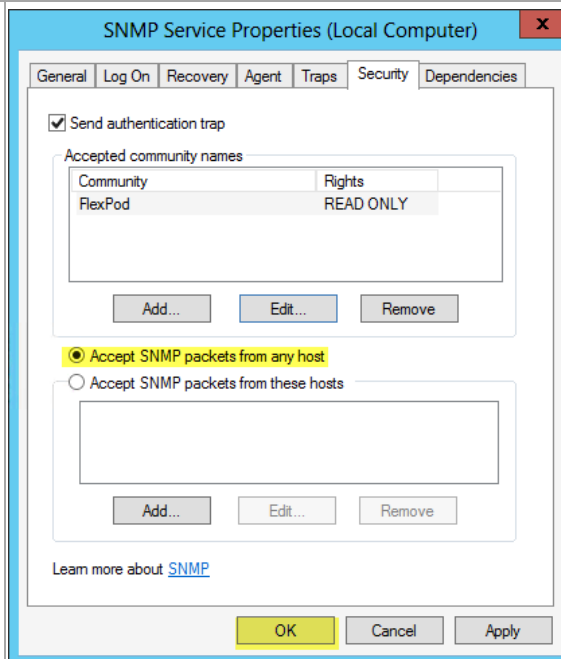 SNMP Service Properties (Local Computer)
x
General Log On Recovery Agent Traps Security Dependencies
Send authentication trap
Accepted community names
Community Rights
FlexPod READ ONLY
Add... Edit... Remove
Accept SNMP packets from any host
Accept SNMP packets from these hosts
Add... Edit... Remove
Learn more about SNMP
OK Cancel Apply